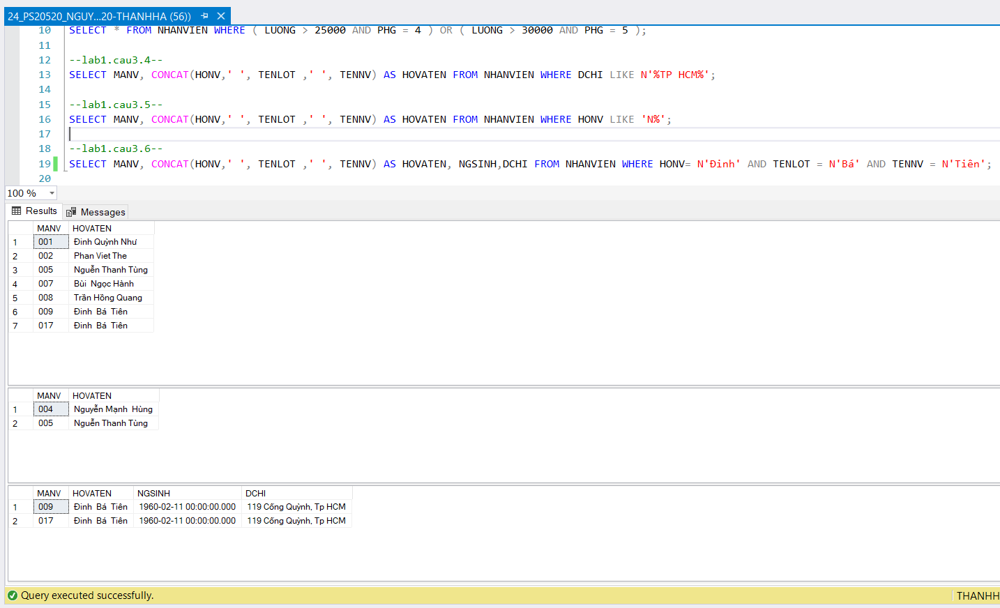 24_PS20520_NGUY...20-THANHHA (56))
10 SELECT * FROM NHANVIEN WHERE ( LUONG > 25000 AND PHG = 4 ) OR ( LUONG > 30000 AND PHG = 5 );
11
12 --lab1.cau3.4--
13 SELECT MANV, CONCAT(HONV,' ', TENLOT ,' ', TENNV) AS HOVATEN FROM NHANVIEN WHERE DCHI LIKE N'%TP HCM%';
14
15 --lab1.cau3.5--
16 SELECT MANV, CONCAT(HONV,' ', TENLOT ,' ', TENNV) AS HOVATEN FROM NHANVIEN WHERE HONV LIKE 'N%';
17
18 --lab1.cau3.6--
19 SELECT MANV, CONCAT(HONV,' ', TENLOT ,' ', TENNV) AS HOVATEN, NGSINH,DCHI FROM NHANVIEN WHERE HONV= N'Đinh' AND TENLOT = N'Bá' AND TENNV = N'Tiên';
20
100 %
Results Messages
MANV HOVATEN
1 001 Đinh Quỳnh Như
2 002 Phan Viet The
3 005 Nguễn Thanh Tùng
4 007 Bùi Ngọc Hành
5 008 Trần Hồng Quang
6 009 Đinh Bá Tiên
7 017 Đinh Bá Tiên
MANV HOVATEN
1 004 Nguyễn Mạnh Hùng
2 005 Nguễn Thanh Tùng
MANV HOVATEN NGSINH DCHI
1 009 Đinh Bá Tiên 1960-02-11 00:00:00.000 119 Cống Quỳnh, Tp HCM
2 017 Đinh Bá Tiên 1960-02-11 00:00:00.000 119 Cống Quỳnh, Tp HCM
Query executed successfully.
THANHH